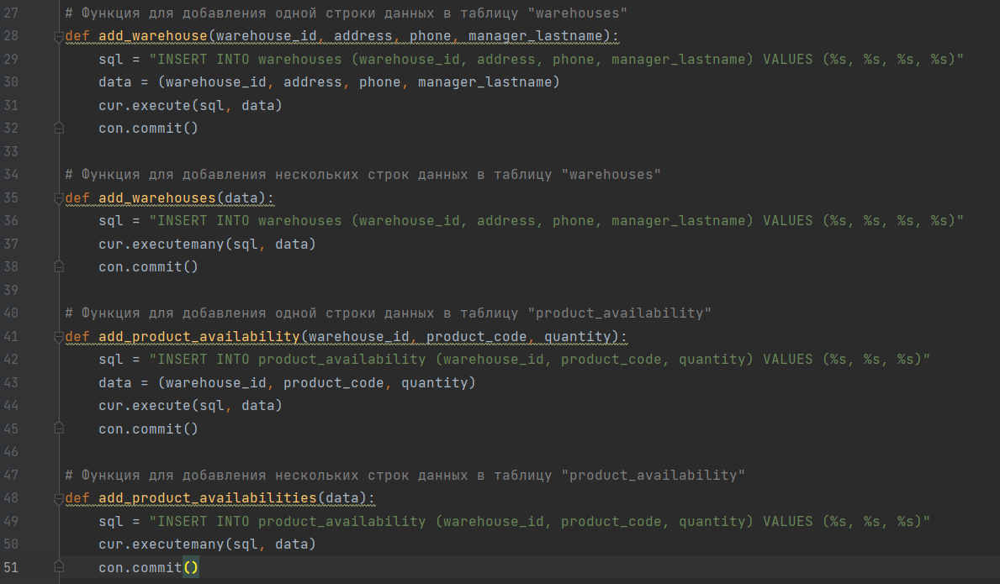 27 # Функция для добавления одной строки данных в таблицу "warehouses"
28 def add_warehouse(warehouse_id, address, phone, manager_lastname):
29     sql = "INSERT INTO warehouses (warehouse_id, address, phone, manager_lastname) VALUES (%s, %s, %s, %s)"
30     data = (warehouse_id, address, phone, manager_lastname)
31     cur.execute(sql, data)
32     con.commit()
33
34 # Функция для добавления нескольких строк данных в таблицу "warehouses"
35 def add_warehouses(data):
36     sql = "INSERT INTO warehouses (warehouse_id, address, phone, manager_lastname) VALUES (%s, %s, %s, %s)"
37     cur.executemany(sql, data)
38     con.commit()
39
40 # Функция для добавления одной строки данных в таблицу "product_availability"
41 def add_product_availability(warehouse_id, product_code, quantity):
42     sql = "INSERT INTO product_availability (warehouse_id, product_code, quantity) VALUES (%s, %s, %s)"
43     data = (warehouse_id, product_code, quantity)
44     cur.execute(sql, data)
45     con.commit()
46
47 # Функция для добавления нескольких строк данных в таблицу "product_availability"
48 def add_product_availabilities(data):
49     sql = "INSERT INTO product_availability (warehouse_id, product_code, quantity) VALUES (%s, %s, %s)"
50     cur.executemany(sql, data)
51     con.commit()